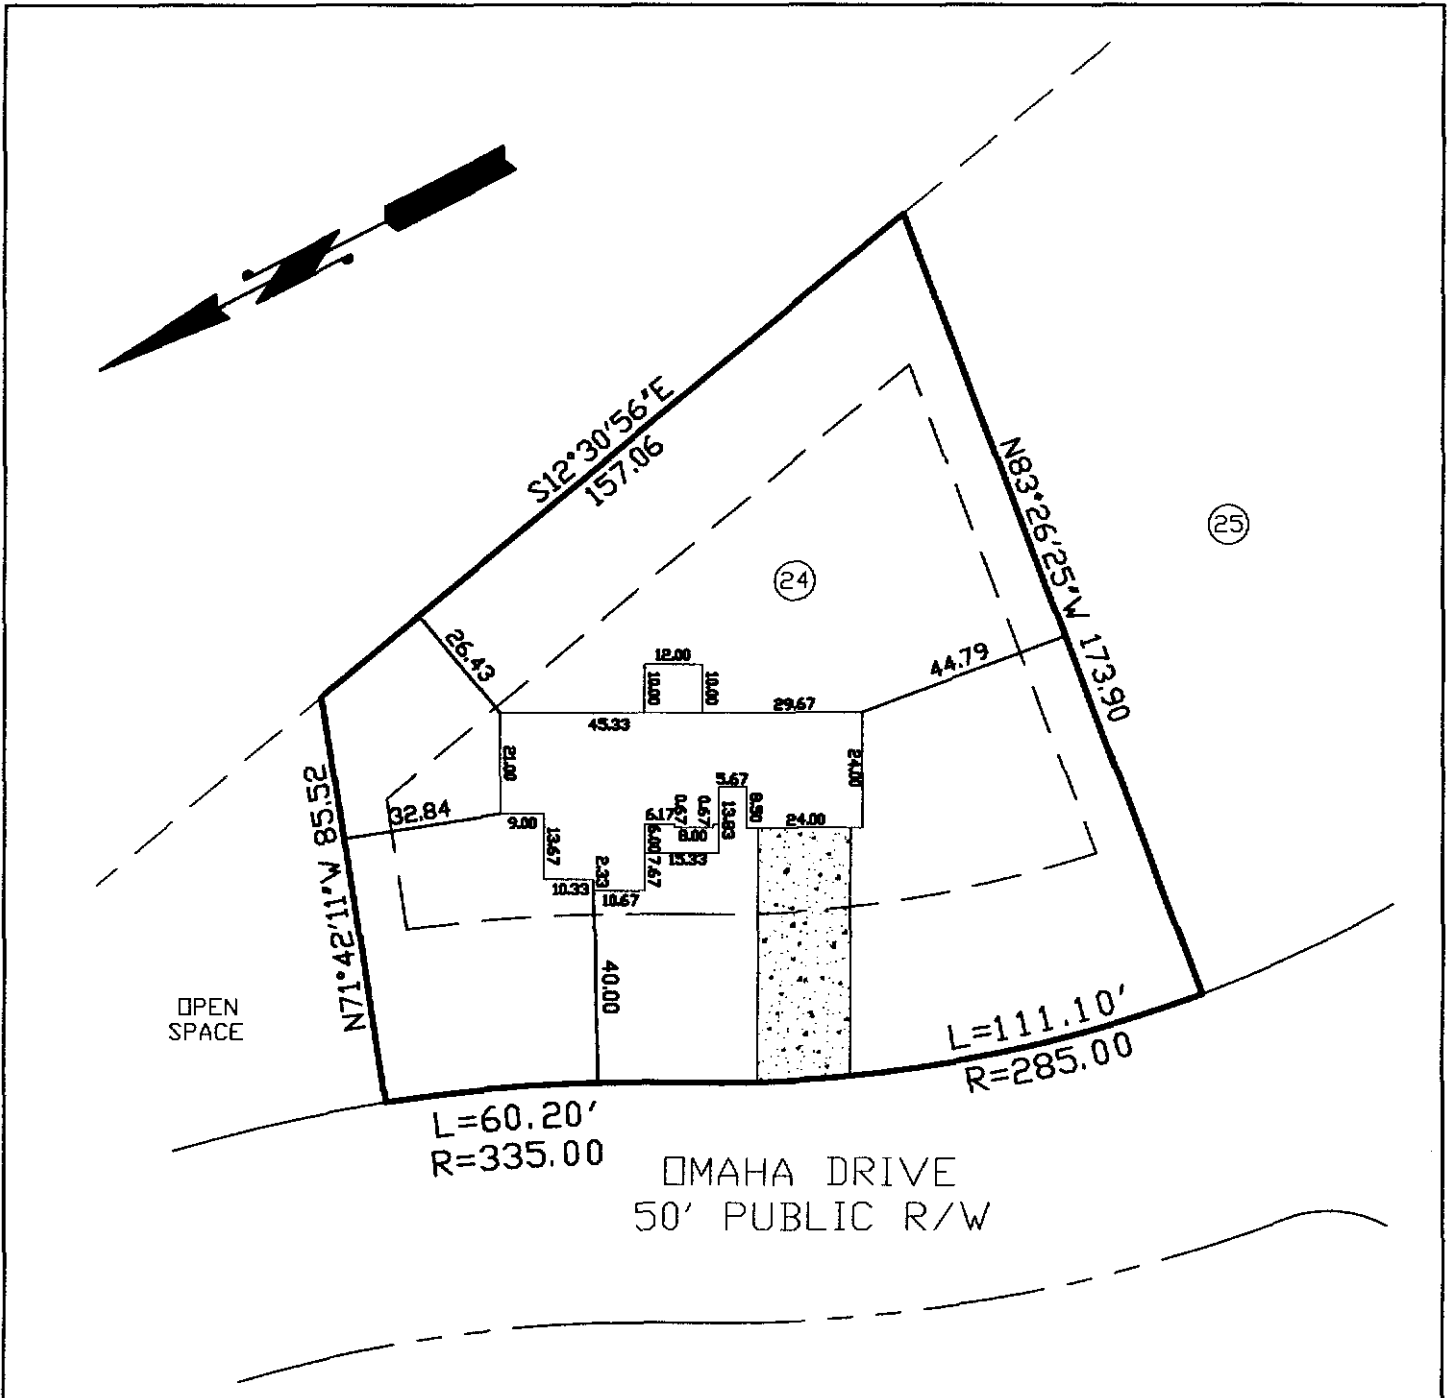 S12°30'56"E
157.06
N83°26'25"W 173.90
25
24
26.43
12.00
10.00
10.00
44.79
29.67
45.33
21.00
24.00
N71°42'11"W 85.52
32.84
5.67
8.50
9.00
6.17
0.67
0.67
13.83
24.00
8.00
6.00
15.33
13.67
2.33
7.67
10.33
10.67
40.00
OPEN
SPACE
L=111.10'
R=285.00
L=60.20'
R=335.00
OMAHA DRIVE
50' PUBLIC R/W